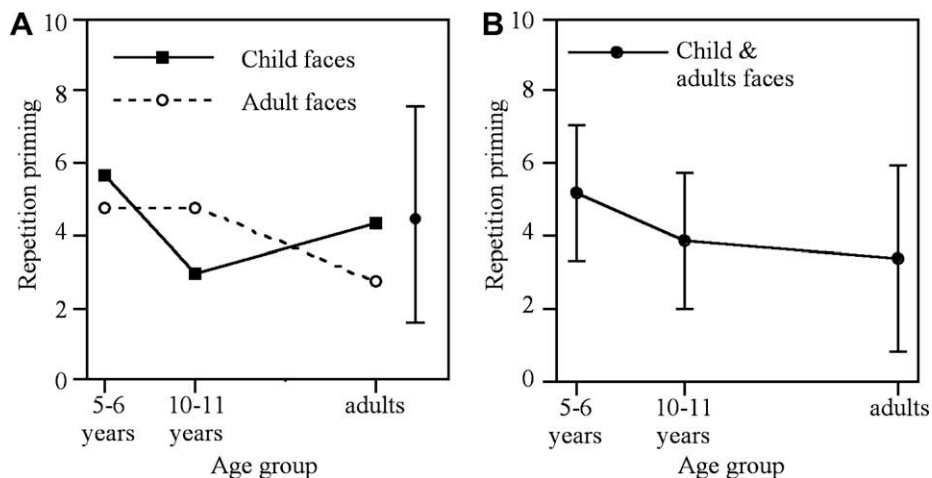 A
Repetition priming
10
8
6
4
2
0
Child faces
Adult faces
5-6
years
10-11
years
adults
Age group
B
Repetition priming
10
8
6
4
2
0
Child &
adults faces
5-6
years
10-11
years
adults
Age group